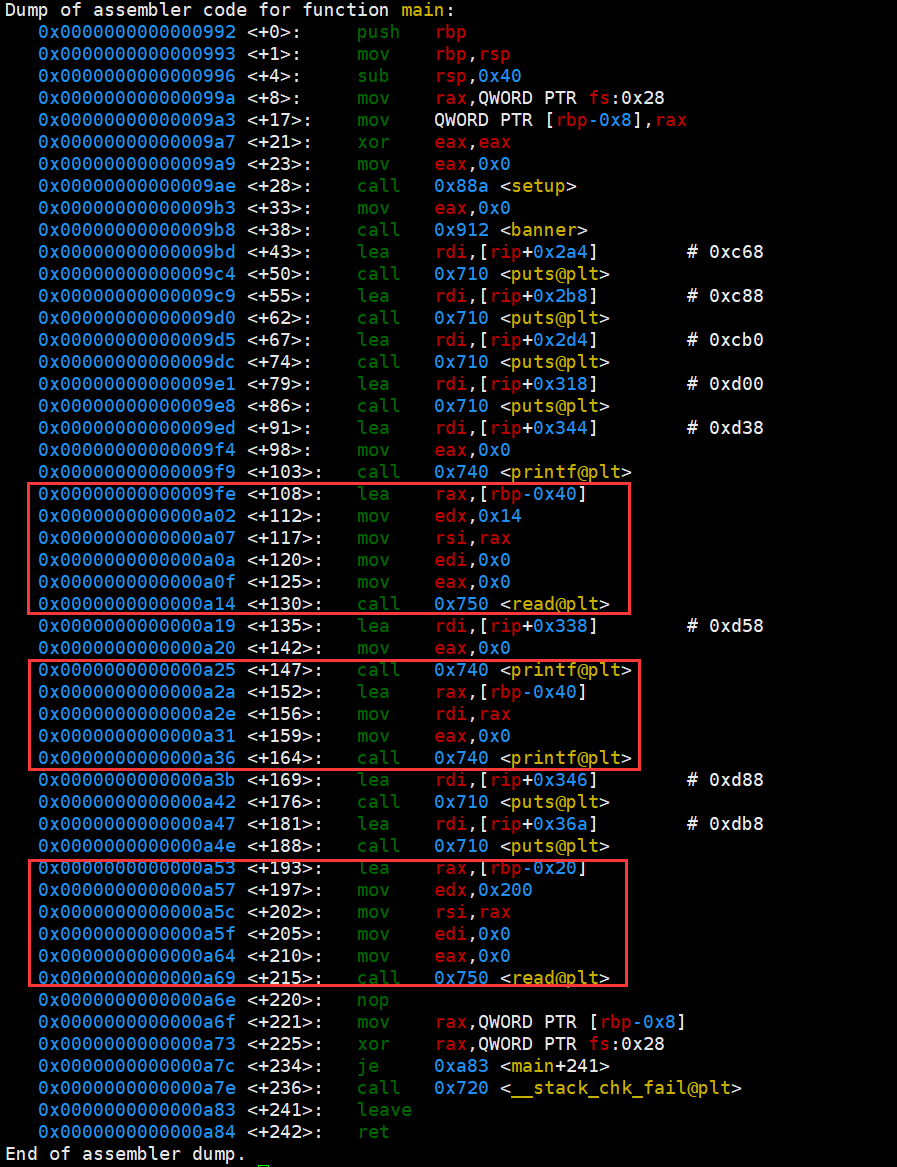 Dump of assembler code for function main:
0x0000000000000992 <+0>: push rbp
0x0000000000000993 <+1>: mov rbp,rsp
0x0000000000000996 <+4>: sub rsp,0x40
0x000000000000099a <+8>: mov rax,QWORD PTR fs:0x28
0x00000000000009a3 <+17>: mov QWORD PTR [rbp-0x8],rax
0x00000000000009a7 <+21>: xor eax,eax
0x00000000000009a9 <+23>: mov eax,0x0
0x00000000000009ae <+28>: call 0x88a <setup>
0x00000000000009b3 <+33>: mov eax,0x0
0x00000000000009b8 <+38>: call 0x912 <banner>
0x00000000000009bd <+43>: lea rdi,[rip+0x2a4] # 0xc68
0x00000000000009c4 <+50>: call 0x710 <puts@plt>
0x00000000000009c9 <+55>: lea rdi,[rip+0x2b8] # 0xc88
0x00000000000009d0 <+62>: call 0x710 <puts@plt>
0x00000000000009d5 <+67>: lea rdi,[rip+0x2d4] # 0xcb0
0x00000000000009dc <+74>: call 0x710 <puts@plt>
0x00000000000009e1 <+79>: lea rdi,[rip+0x318] # 0xd00
0x00000000000009e8 <+86>: call 0x710 <puts@plt>
0x00000000000009ed <+91>: lea rdi,[rip+0x344] # 0xd38
0x00000000000009f4 <+98>: mov eax,0x0
0x00000000000009f9 <+103>: call 0x740 <printf@plt>
0x00000000000009fe <+108>: lea rax,[rbp-0x40]
0x0000000000000a02 <+112>: mov edx,0x14
0x0000000000000a07 <+117>: mov rsi,rax
0x0000000000000a0a <+120>: mov edi,0x0
0x0000000000000a0f <+125>: mov eax,0x0
0x0000000000000a14 <+130>: call 0x750 <read@plt>
0x0000000000000a19 <+135>: lea rdi,[rip+0x338] # 0xd58
0x0000000000000a20 <+142>: mov eax,0x0
0x0000000000000a25 <+147>: call 0x740 <printf@plt>
0x0000000000000a2a <+152>: lea rax,[rbp-0x40]
0x0000000000000a2e <+156>: mov rdi,rax
0x0000000000000a31 <+159>: mov eax,0x0
0x0000000000000a36 <+164>: call 0x740 <printf@plt>
0x0000000000000a3b <+169>: lea rdi,[rip+0x346] # 0xd88
0x0000000000000a42 <+176>: call 0x710 <puts@plt>
0x0000000000000a47 <+181>: lea rdi,[rip+0x36a] # 0xdb8
0x0000000000000a4e <+188>: call 0x710 <puts@plt>
0x0000000000000a53 <+193>: lea rax,[rbp-0x20]
0x0000000000000a57 <+197>: mov edx,0x200
0x0000000000000a5c <+202>: mov rsi,rax
0x0000000000000a5f <+205>: mov edi,0x0
0x0000000000000a64 <+210>: mov eax,0x0
0x0000000000000a69 <+215>: call 0x750 <read@plt>
0x0000000000000a6e <+220>: nop
0x0000000000000a6f <+221>: mov rax,QWORD PTR [rbp-0x8]
0x0000000000000a73 <+225>: xor rax,QWORD PTR fs:0x28
0x0000000000000a7c <+234>: je 0xa83 <main+241>
0x0000000000000a7e <+236>: call 0x720 <__stack_chk_fail@plt>
0x0000000000000a83 <+241>: leave
0x0000000000000a84 <+242>: ret
End of assembler dump.